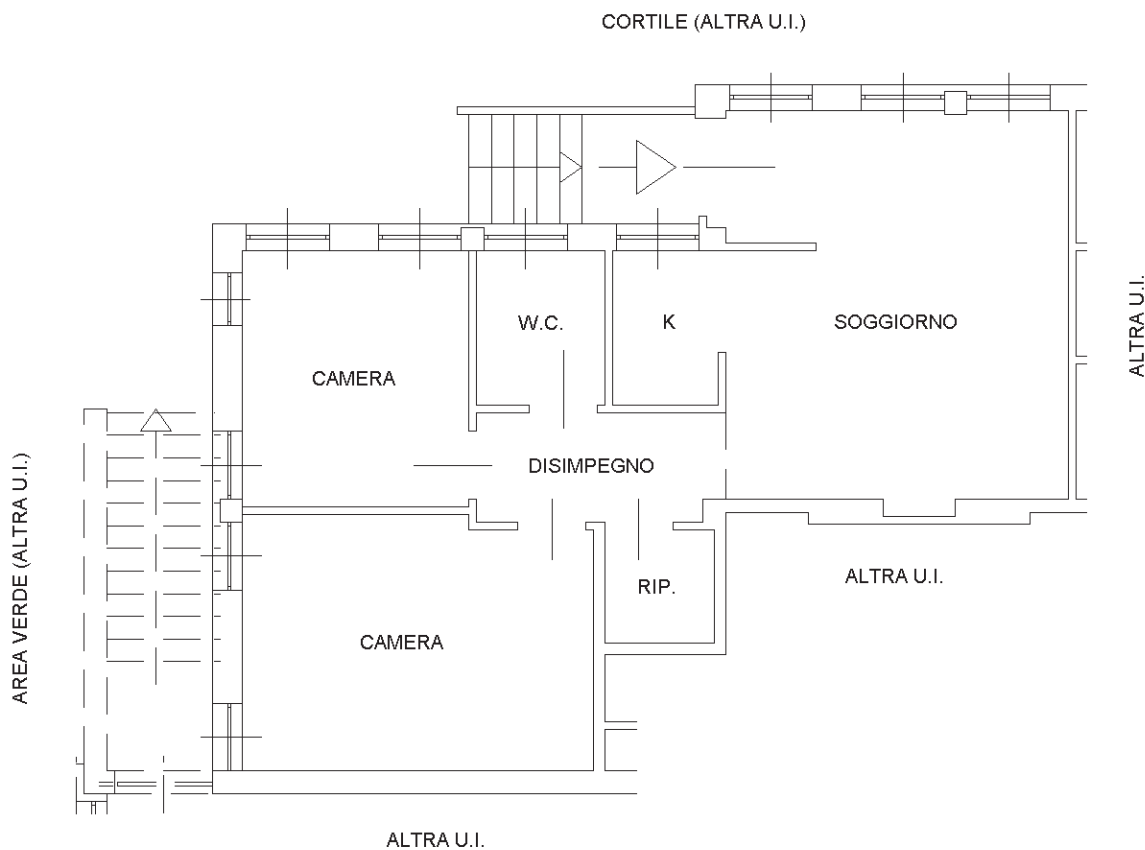 CORTILE (ALTRA U.I.)
W.C.
K
SOGGIORNO
ALTRA U.I.
CAMERA
DISIMPEGNO
AREA VERDE (ALTRA U.I.)
RIP.
ALTRA U.I.
CAMERA
ALTRA U.I.